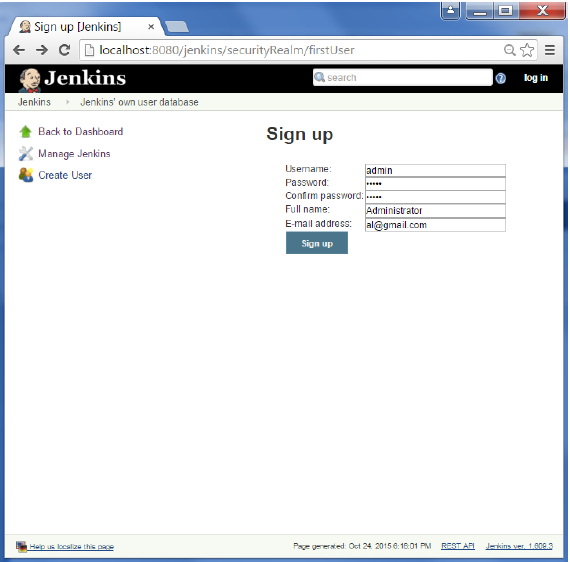 Sign up [Jenkins]
localhost:8080/jenkins/securityRealm/firstUser
Jenkins
search
log in
Jenkins
Jenkins' own user database
Back to Dashboard
Manage Jenkins
Create User
Sign up
Username: admin
Password: •••••
Confirm password: •••••
Full name: Administrator
E-mail address: al@gmail.com
Sign up
Help us localize this page
Page generated: Oct 24, 2015 6:16:01 PM REST API Jenkins ver. 1.609.3